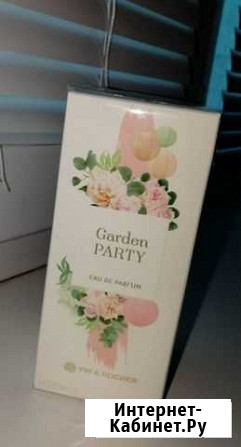 Garden
PARTY
EAU DE PARFUM
YVES ROCHER
Интернет-
Кабинет.Ру